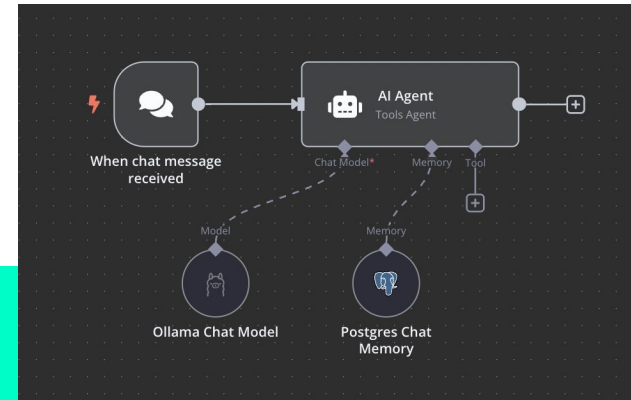 AI Agent
Tools Agent
When chat message
received
Chat Model*
Memory
Tool
Model
Memory
Ollama Chat Model
Postgres Chat
Memory